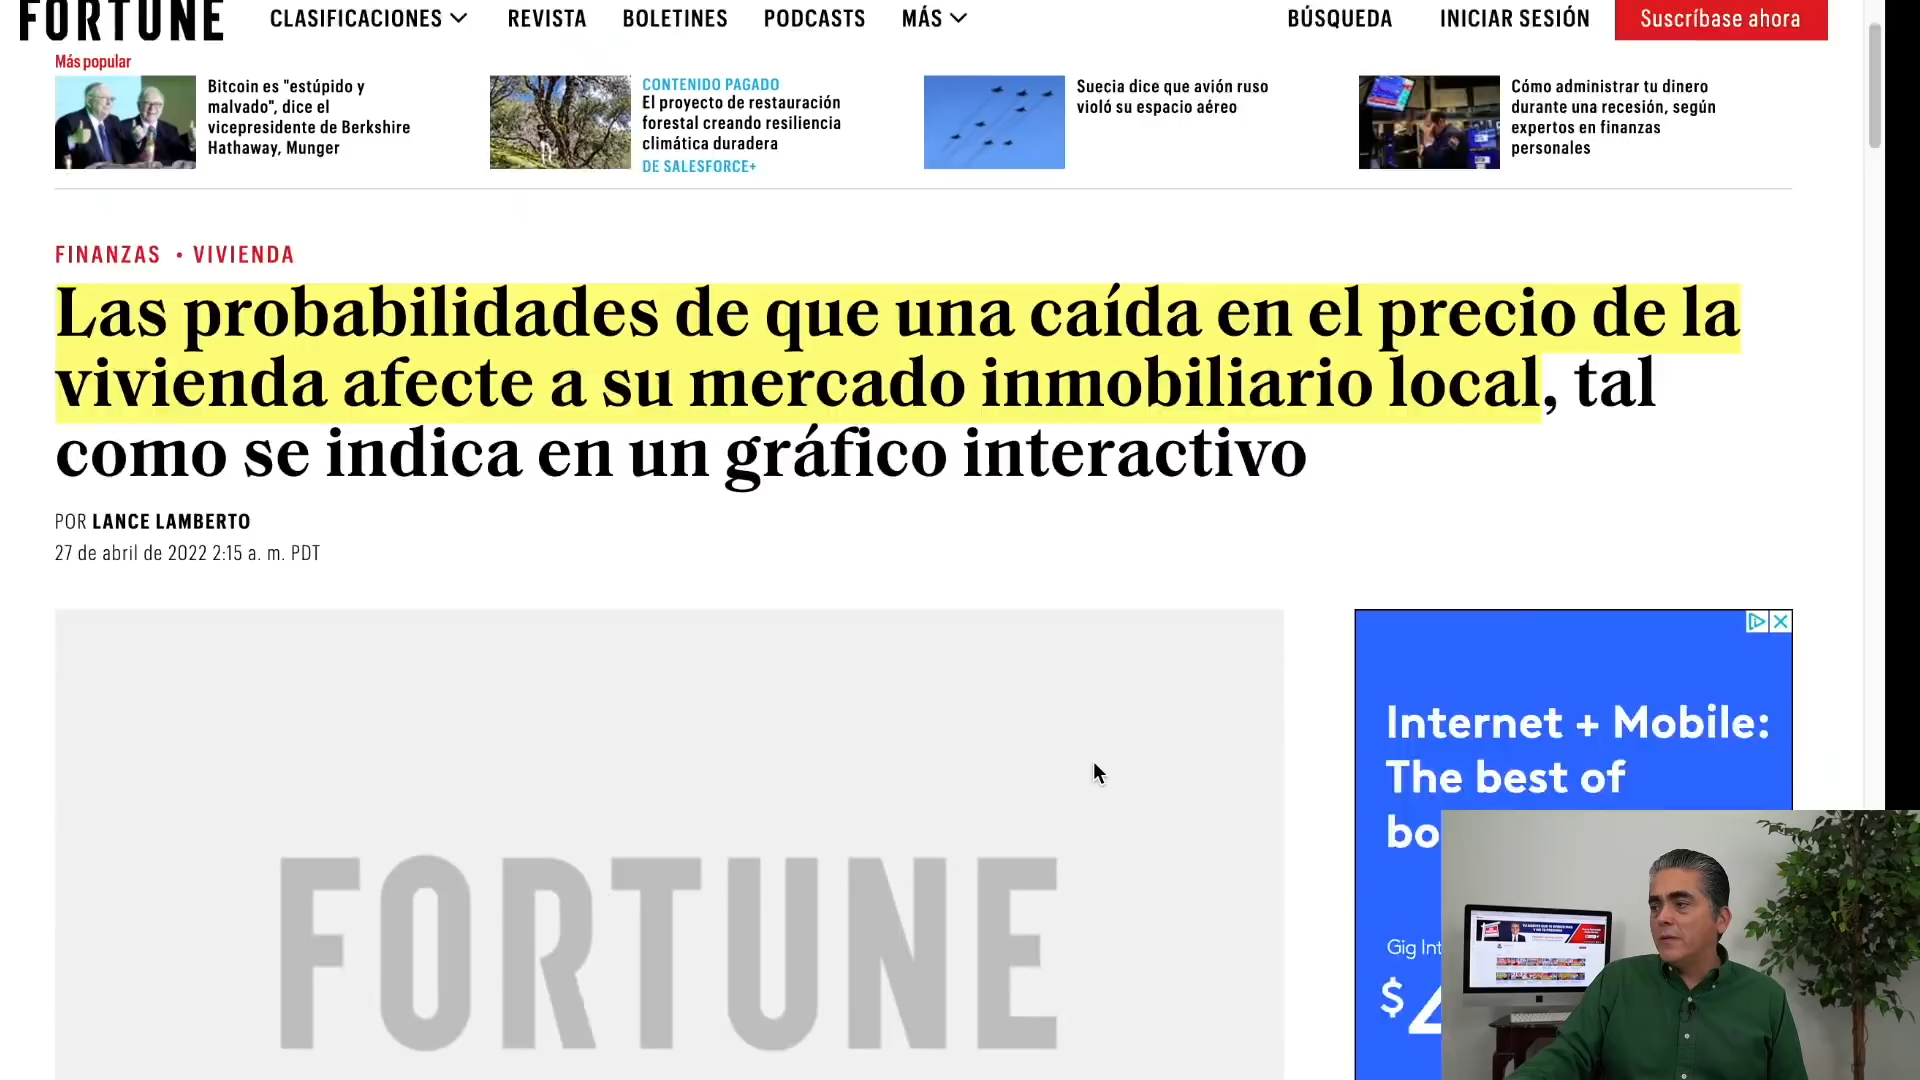 FORTUNE
CLASIFICACIONES
REVISTA
BOLETINES
PODCASTS
MÁS
BÚSQUEDA
INICIAR SESIÓN
Suscríbase ahora
Más popular
Bitcoin es "estúpido y
malvado", dice el
vicepresidente de Berkshire
Hathaway, Munger
CONTENIDO PAGADO
El proyecto de restauración
forestal creando resiliencia
climática duradera
DE SALESFORCE+
Suecia dice que avión ruso
violó su espacio aéreo
Cómo administrar tu dinero
durante una recesión, según
expertos en finanzas
personales
FINANZAS • VIVIENDA
Las probabilidades de que una caída en el precio de la
vivienda afecte a su mercado inmobiliario local, tal
como se indica en un gráfico interactivo
POR LANCE LAMBERTO
27 de abril de 2022 2:15 a. m. PDT
FORTUNE
Internet + Mobile:
The best of
Gig
$